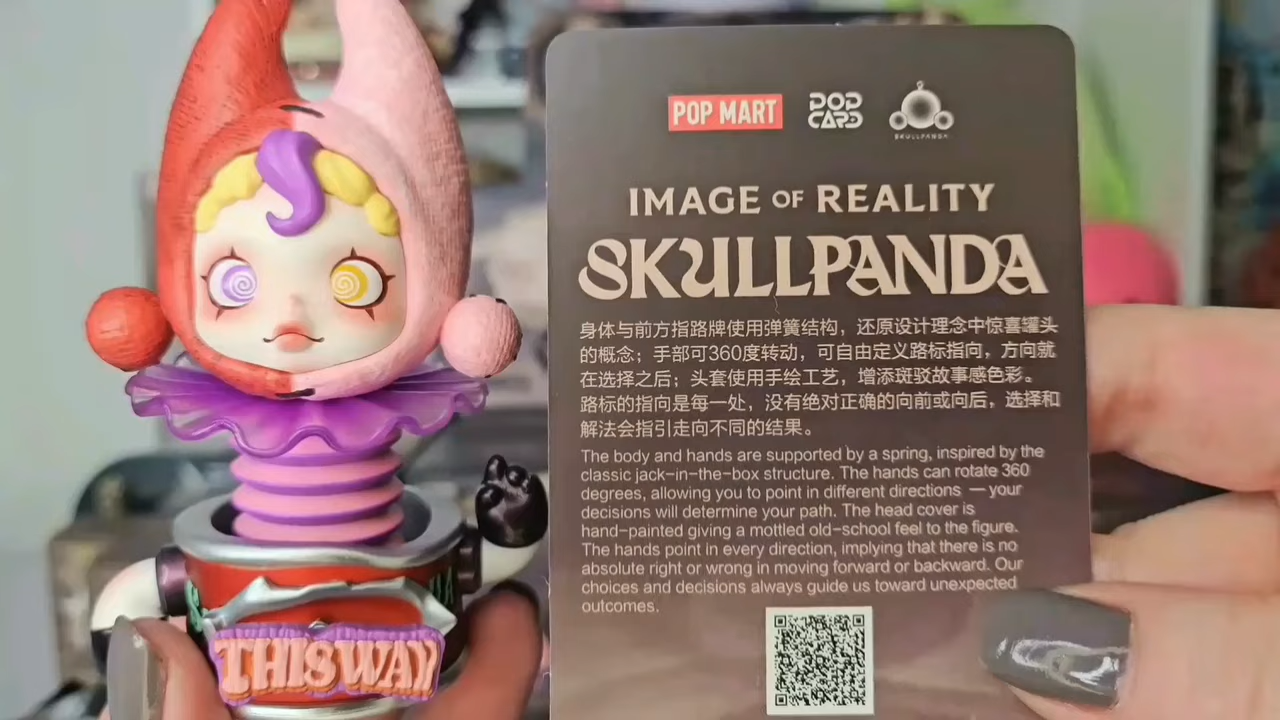 POP MART
POP CARD
SKULLPANDA
IMAGE OF REALITY
SKULLPANDA
身体与前方指路牌使用弹簧结构，还原设计理念中惊喜罐头
的概念；手部可360度转动，可自由定义路标指向，方向就
在选择之后；头套使用手绘工艺，增添斑驳故事感色彩。
路标的指向是每一处，没有绝对正确的向前或向后，选择和
解法会指引走向不同的结果。
The body and hands are supported by a spring, inspired by the
classic jack-in-the-box structure. The hands can rotate 360
degrees, allowing you to point in different directions — your
decisions will determine your path. The head cover is
hand-painted giving a mottled old-school feel to the figure.
The hands point in every direction, implying that there is no
absolute right or wrong in moving forward or backward. Our
choices and decisions always guide us toward unexpected
outcomes.
THIS WAY